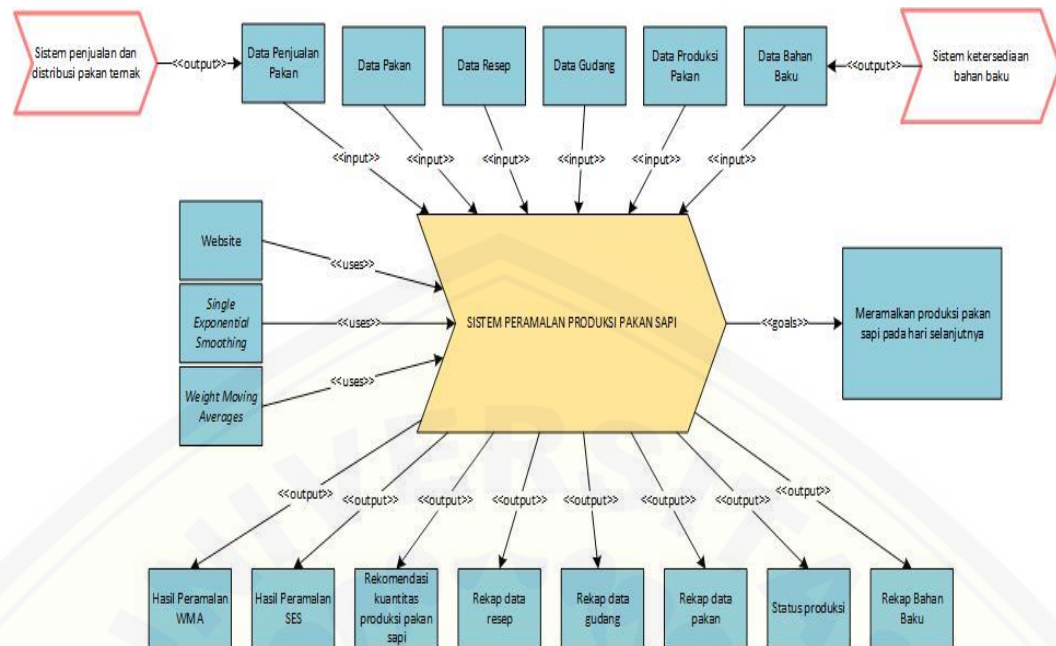 Sistem penjualan dan
distribusi pakan ternak
<<output>>
Data Penjualan
Pakan
Data Pakan
Data Resep
Data Gudang
Data Produksi
Pakan
Data Bahan
Baku
<<output>>
Sistem ketersediaan
bahan baku
<<input>>
<<input>>
<<input>>
<<input>>
<<input>>
<<input>>
Website
<<uses>>
Single
Exponential
Smoothing
<<uses>>
Weight Moving
Averages
<<uses>>
SISTEM PERAMALAN PRODUKSI PAKAN SAPI
<<goals>>
Meramalkan produksi pakan
sapi pada hari selanjutnya
<<output>>
<<output>>
<<output>>
<<output>>
<<output>>
<<output>>
<<output>>
<<output>>
Hasil Peramalan
WMA
Hasil Peramalan
SES
Rekomendasi
kuantitas
produksi pakan
sapi
Rekap data
resep
Rekap data
gudang
Rekap data
pakan
Status produksi
Rekap Bahan
Baku